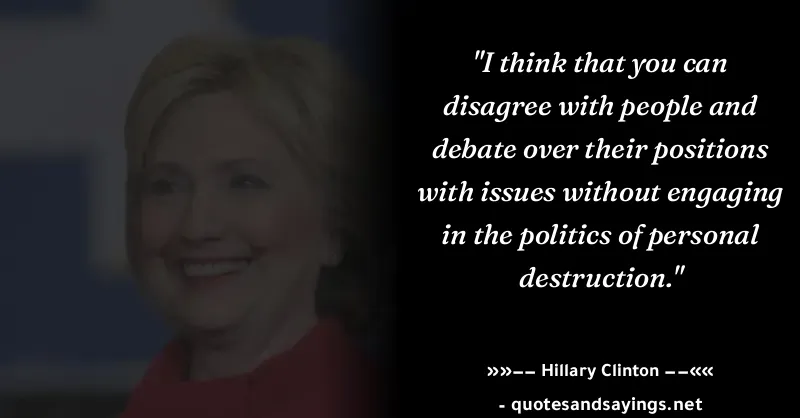 "I think that you can
disagree with people and
debate over their positions
with issues without engaging
in the politics of personal
destruction."
»»−− Hillary Clinton −−««
- quotesandsayings.net